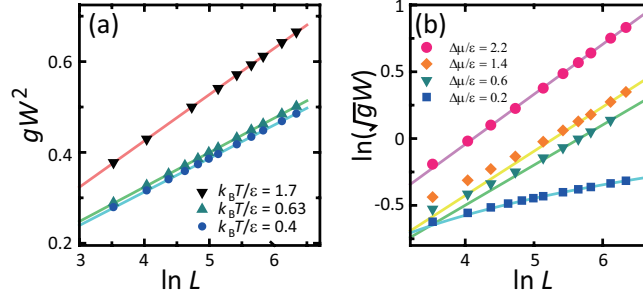 (a)
gW²
0.6
0.4
0.2
k_BT/ε = 1.7
k_BT/ε = 0.63
k_BT/ε = 0.4
3 4 5 6
ln L
(b)
ln(√gW)
1
0.5
0
-0.5
Δμ/ε = 2.2
Δμ/ε = 1.4
Δμ/ε = 0.6
Δμ/ε = 0.2
4 5 6
ln L